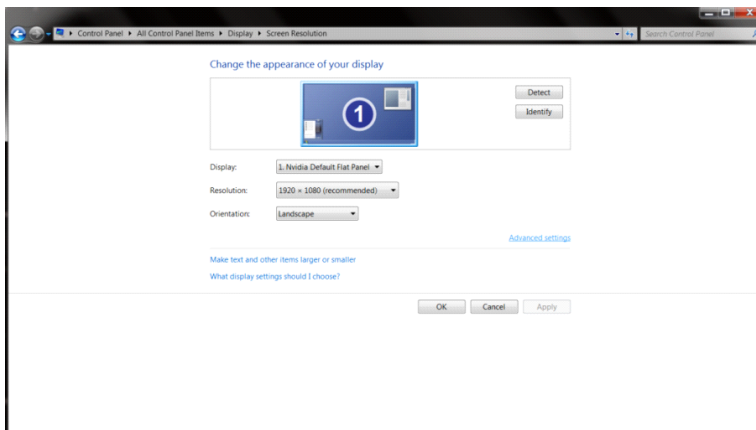 Control Panel ▸ All Control Panel Items ▸ Display ▸ Screen Resolution
Search Control Panel
Change the appearance of your display
1
Detect
Identify
Display: 1. Nvidia Default Flat Panel
Resolution: 1920 × 1080 (recommended)
Orientation: Landscape
Advanced settings
Make text and other items larger or smaller
What display settings should I choose?
OK Cancel Apply